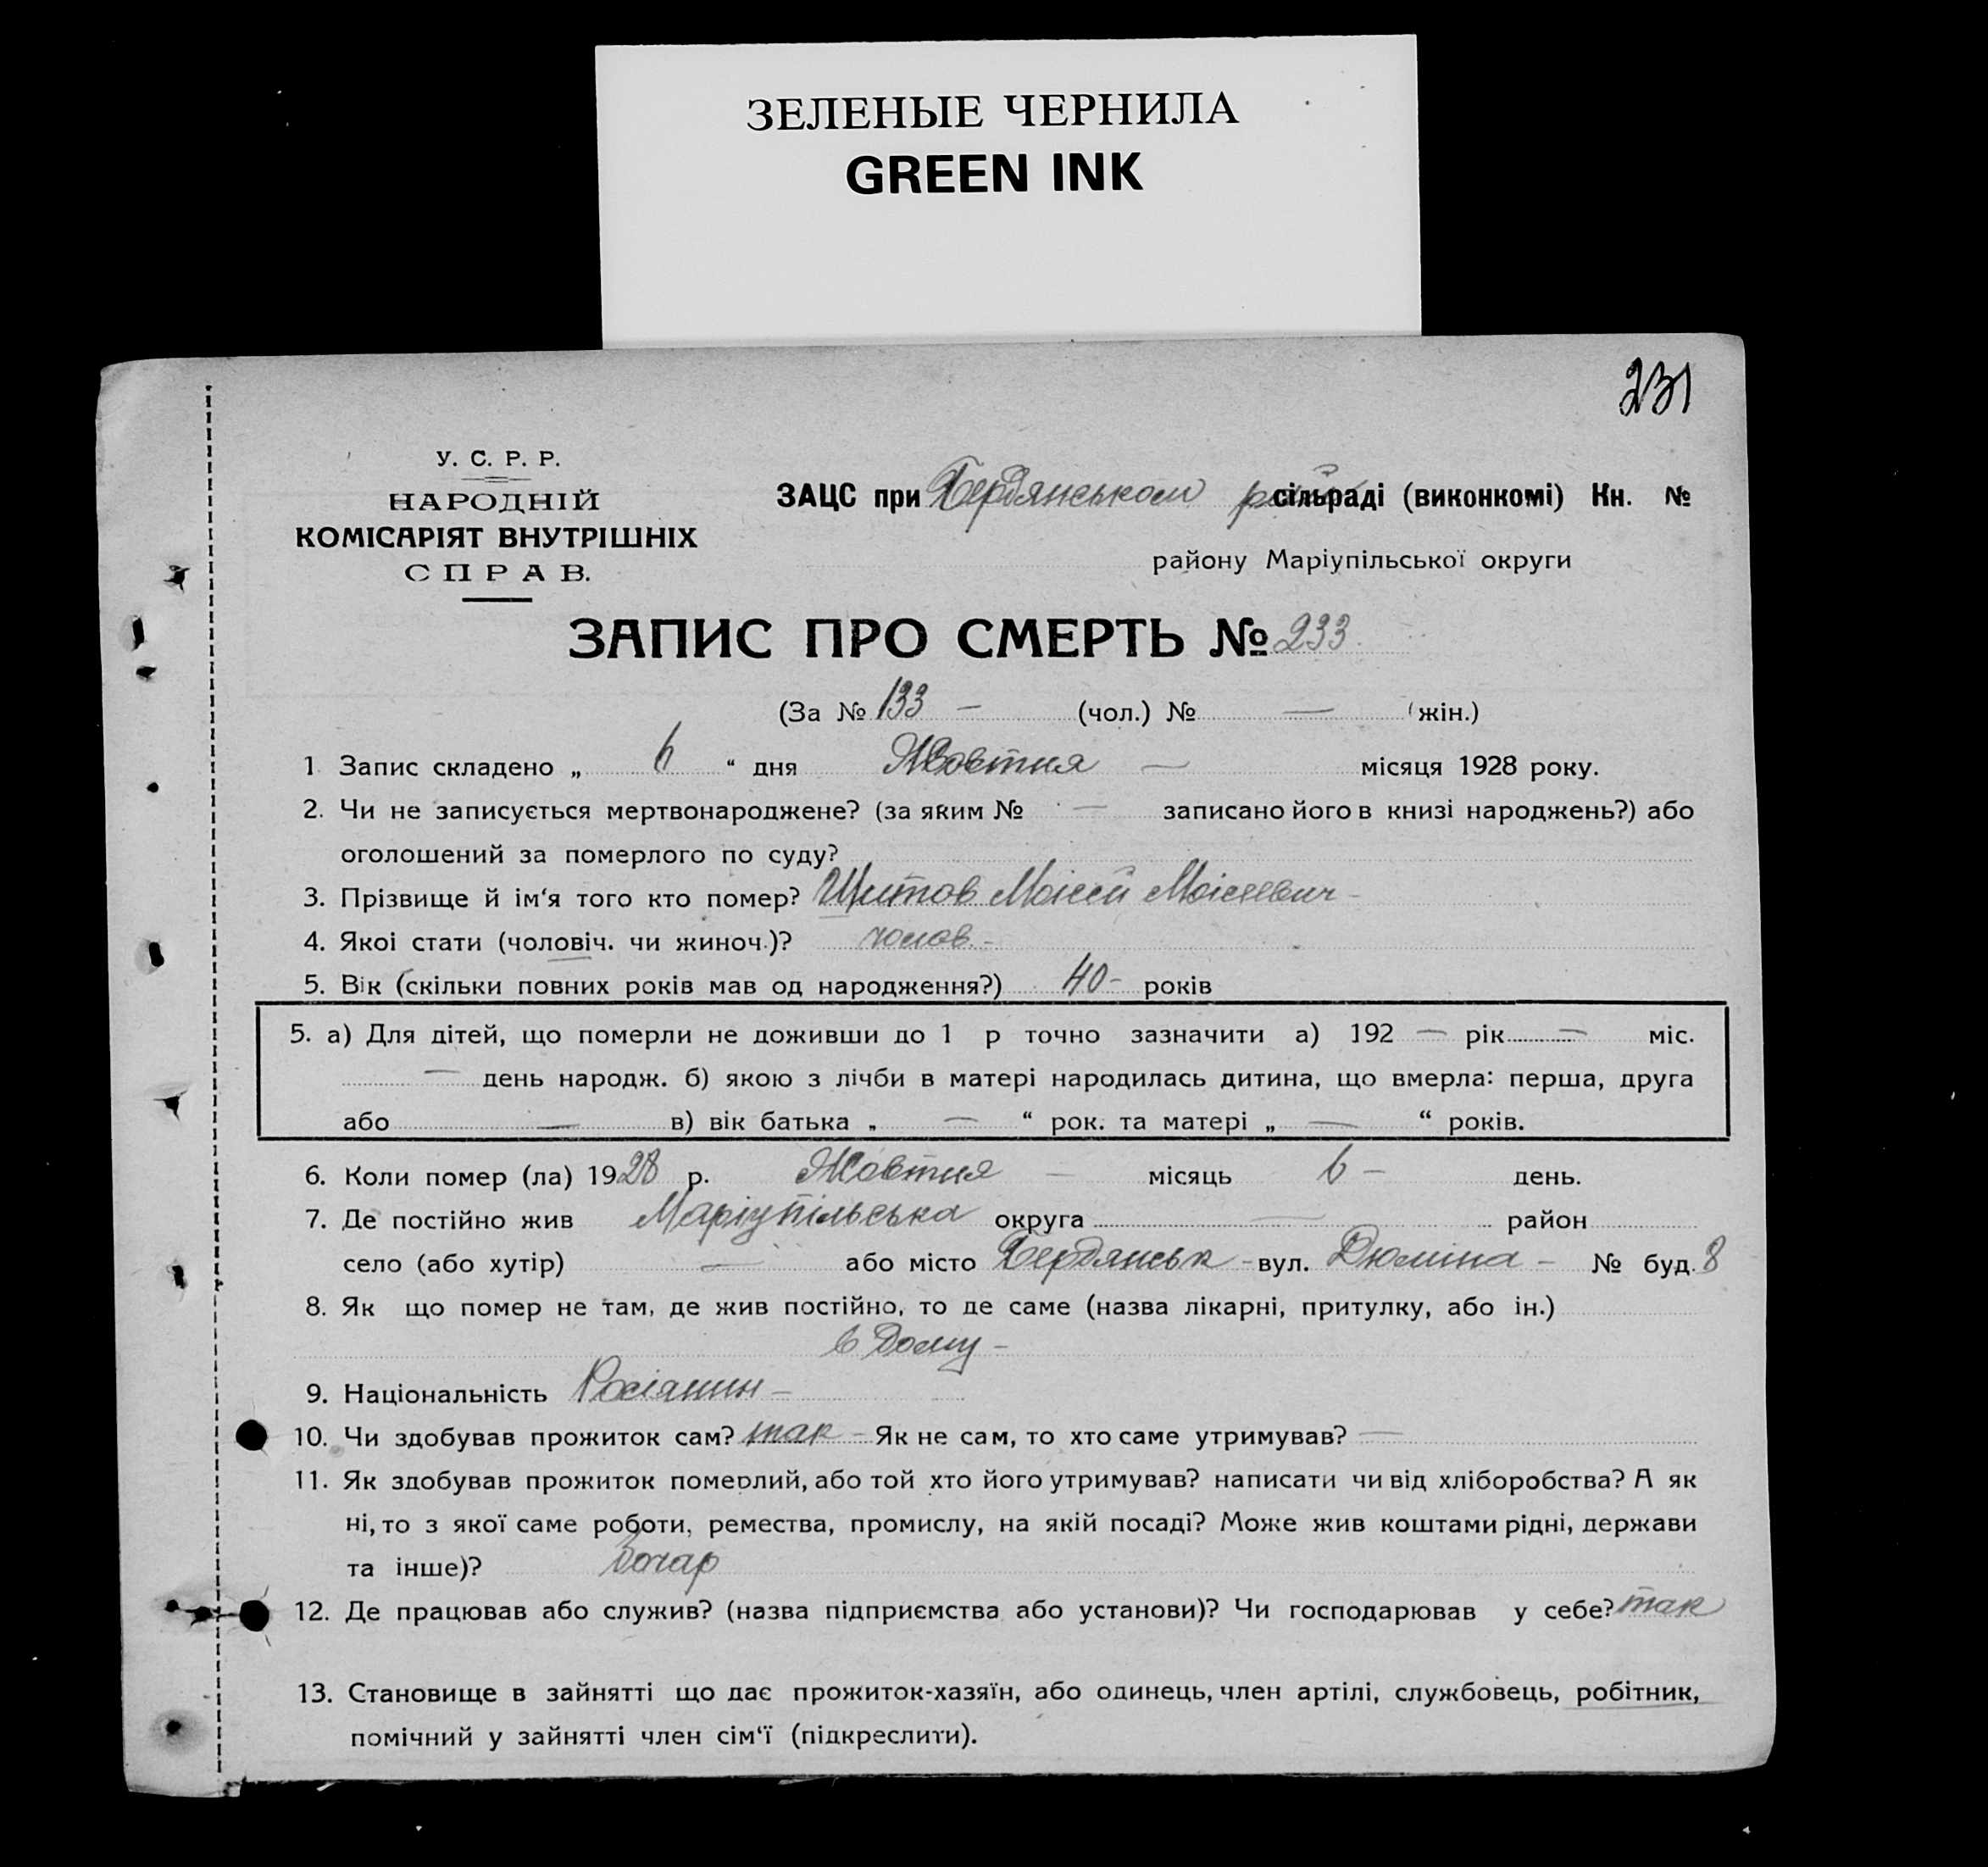 ЗЕЛЕНЫЕ ЧЕРНИЛА
GREEN INK
231
У. С. Р. Р.
НАРОДНІЙ
КОМІСАРІЯТ ВНУТРІШНІХ
СПРАВ.
ЗАЦС при Бердянськом рай сільраді (виконкомі) Кн. №
району Маріупільської округи
ЗАПИС ПРО СМЕРТЬ № 233
(За № 133 — (чол.) № — (жін.)
1. Запис складено „ 6 “ дня Жовтня — місяця 1928 року.
2. Чи не записується мертвонароджене? (за яким № — записано його в книзі народжень?) або
оголошений за померлого по суду?
3. Прізвище й ім‘я того кто помер? Щитов Моісей Моісеевич —
4. Якоі стати (чоловіч. чи жиноч.)? чолов. —
5. Вік (скільки повних років мав од народження?) 40 — років
5. а) Для дітей, що померли не доживши до 1 р точно зазначити а) 192 — рік — міс.
— день народж. б) якою з лічби в матері народилась дитина, що вмерла: перша, друга
або — в) вік батька „ — “ рок. та матері „ — “ років.
6. Коли помер (ла) 1928 р. Жовтня — місяць 6 — день.
7. Де постійно жив Маріупільська округа — район
село (або хутір) — або місто Бердянськ — вул. Дюміна — № буд. 8
8. Як що помер не там, де жив постійно, то де саме (назва лікарні, притулку, або ін.)
в Дому —
9. Національність Росіянин —
10. Чи здобував прожиток сам? так — Як не сам, то хто саме утримував? —
11. Як здобував прожиток померлий, або той хто його утримував? написати чи від хліборобства? А як
ні, то з якої саме роботи, ремества, промислу, на якій посаді? Може жив коштами рідні, держави
та інше)? Бочар
12. Де працював або служив? (назва підприємства або установи)? Чи господарював у себе? так
13. Становище в зайнятті що дає прожиток-хазяїн, або одинець, член артілі, службовець, робітник,
помічний у зайнятті член сім‘ї (підкреслити).